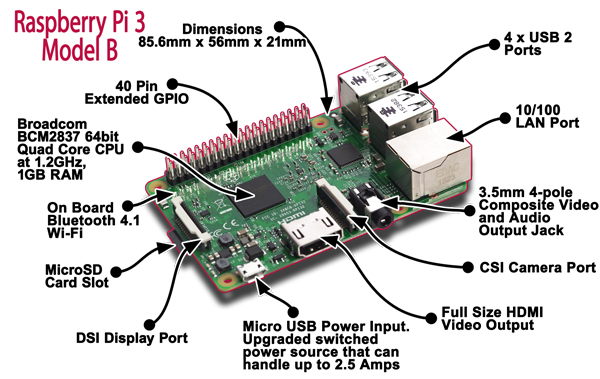 Raspberry Pi 3
Model B
Dimensions
85.6mm x 56mm x 21mm
4 x USB 2
Ports
40 Pin
Extended GPIO
10/100
LAN Port
Broadcom
BCM2837 64bit
Quad Core CPU
at 1.2GHz,
1GB RAM
On Board
Bluetooth 4.1
Wi-Fi
3.5mm 4-pole
Composite Video
and Audio
Output Jack
MicroSD
Card Slot
CSI Camera Port
DSI Display Port
Micro USB Power Input.
Upgraded switched
power source that can
handle up to 2.5 Amps
Full Size HDMI
Video Output
HDMI